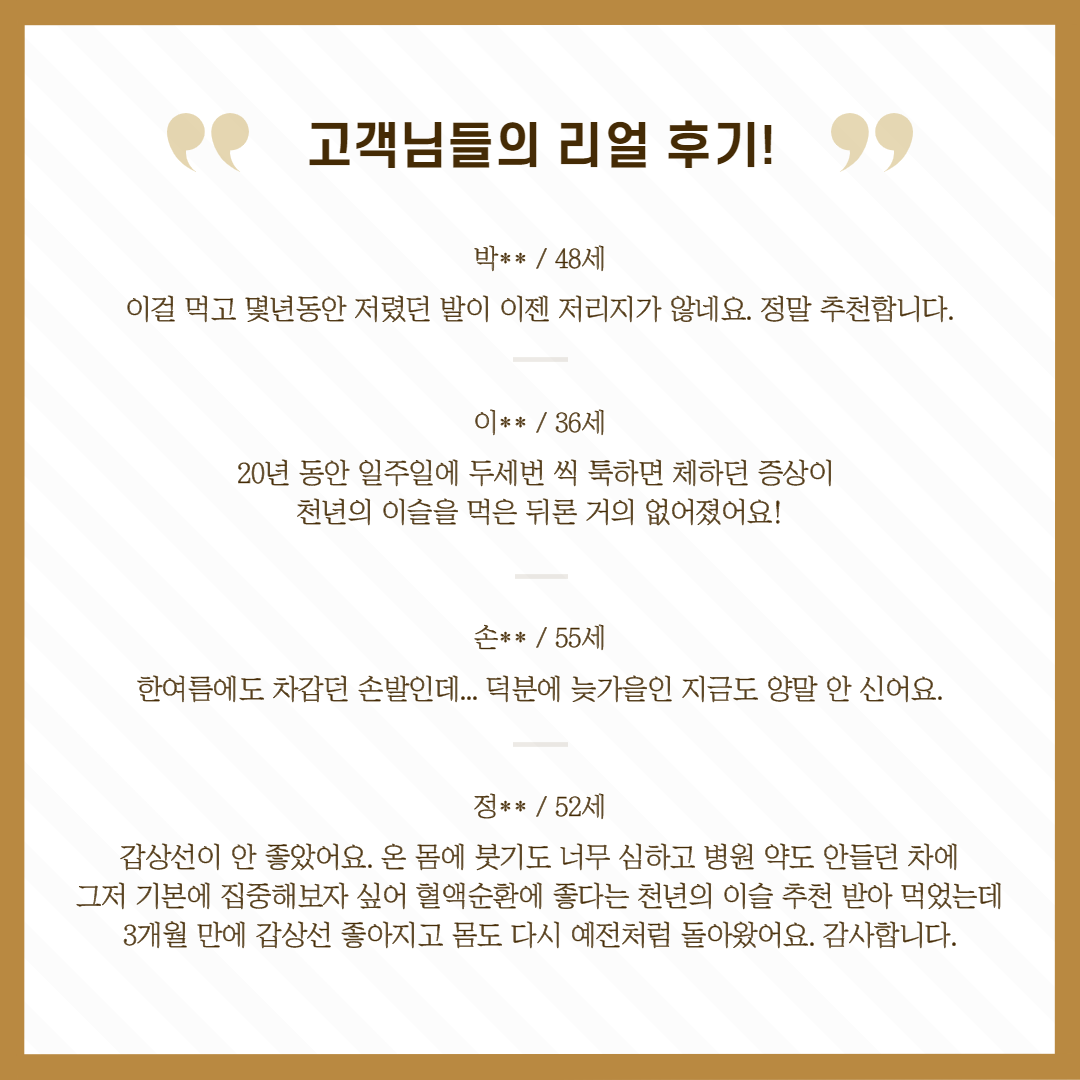 고객님들의 리얼 후기!
박** / 48세
이걸 먹고 몇년동안 저렸던 발이 이젠 저리지가 않네요. 정말 추천합니다.
이** / 36세
20년 동안 일주일에 두세번 씩 툭하면 체하던 증상이
천년의 이슬을 먹은 뒤론 거의 없어졌어요!
손** / 55세
한여름에도 차갑던 손발인데... 덕분에 늦가을인 지금도 양말 안 신어요.
정** / 52세
갑상선이 안 좋았어요. 온 몸에 붓기도 너무 심하고 병원 약도 안들던 차에
그저 기본에 집중해보자 싶어 혈액순환에 좋다는 천년의 이슬 추천 받아 먹었는데
3개월 만에 갑상선 좋아지고 몸도 다시 예전처럼 돌아왔어요. 감사합니다.